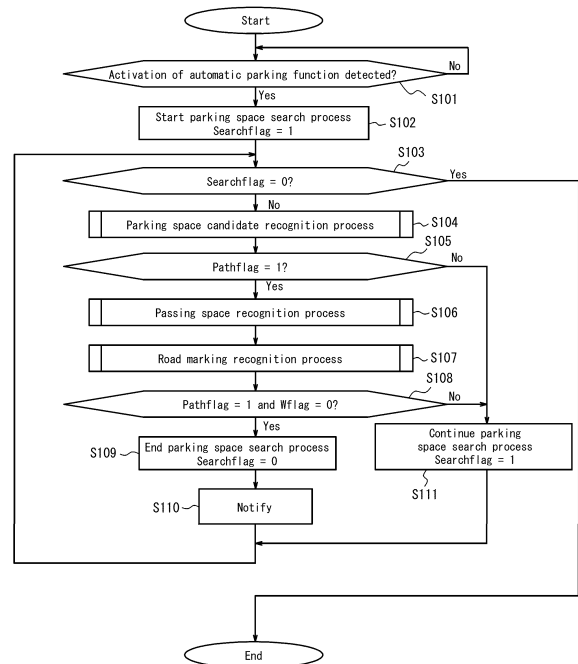 Start
Activation of automatic parking function detected?
No
S101
Yes
Start parking space search process
Searchflag = 1
S102
S103
Searchflag = 0?
Yes
No
Parking space candidate recognition process
S104
S105
Pathflag = 1?
No
Yes
Passing space recognition process
S106
Road marking recognition process
S107
S108
Pathflag = 1 and Wflag = 0?
No
Yes
S109
End parking space search process
Searchflag = 0
Continue parking
space search process
Searchflag = 1
S111
S110
Notify
End